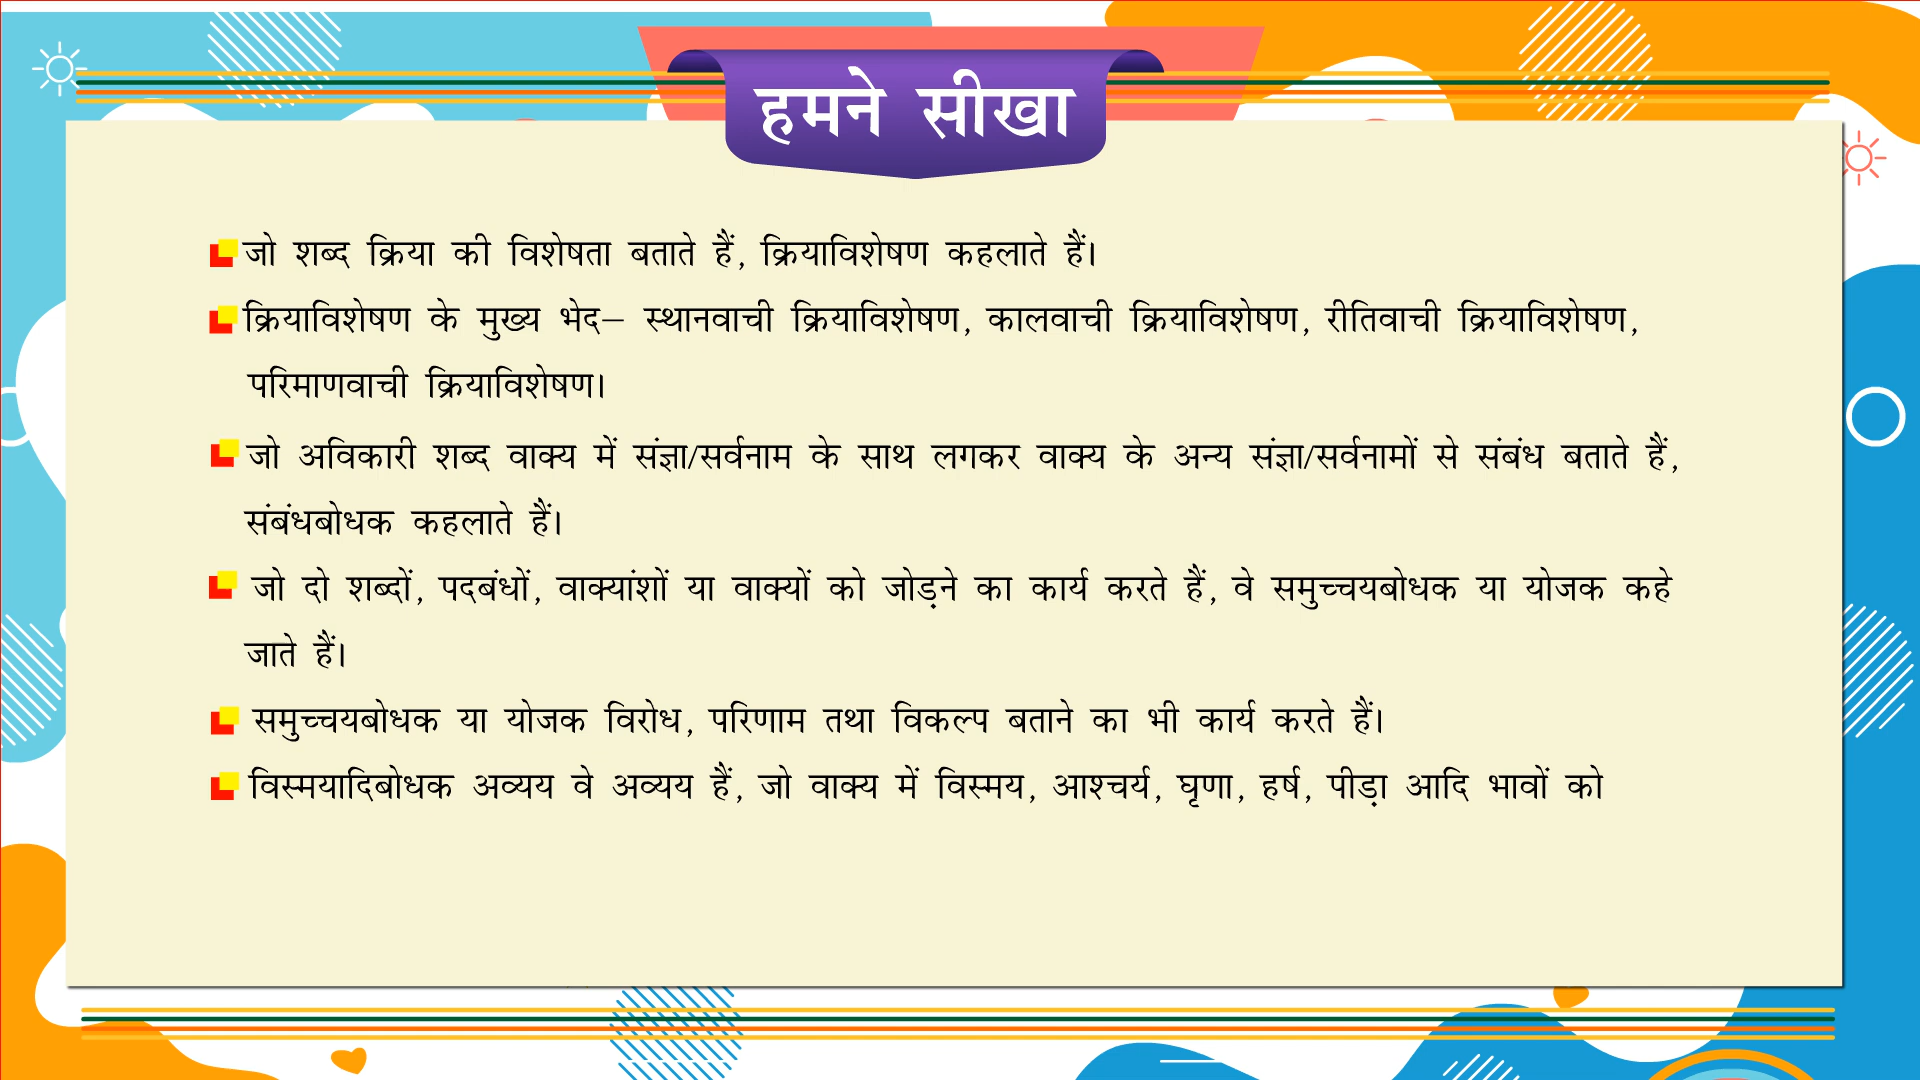 हमने सीखा
जो शब्द क्रिया की विशेषता बताते हैं, क्रियाविशेषण कहलाते हैं।
क्रियाविशेषण के मुख्य भेद– स्थानवाची क्रियाविशेषण, कालवाची क्रियाविशेषण, रीतिवाची क्रियाविशेषण,
परिमाणवाची क्रियाविशेषण।
जो अविकारी शब्द वाक्य में संज्ञा/सर्वनाम के साथ लगकर वाक्य के अन्य संज्ञा/सर्वनामों से संबंध बताते हैं,
संबंधबोधक कहलाते हैं।
जो दो शब्दों, पदबंधों, वाक्यांशों या वाक्यों को जोड़ने का कार्य करते हैं, वे समुच्चयबोधक या योजक कहे
जाते हैं।
समुच्चयबोधक या योजक विरोध, परिणाम तथा विकल्प बताने का भी कार्य करते हैं।
विस्मयादिबोधक अव्यय वे अव्यय हैं, जो वाक्य में विस्मय, आश्चर्य, घृणा, हर्ष, पीड़ा आदि भावों को